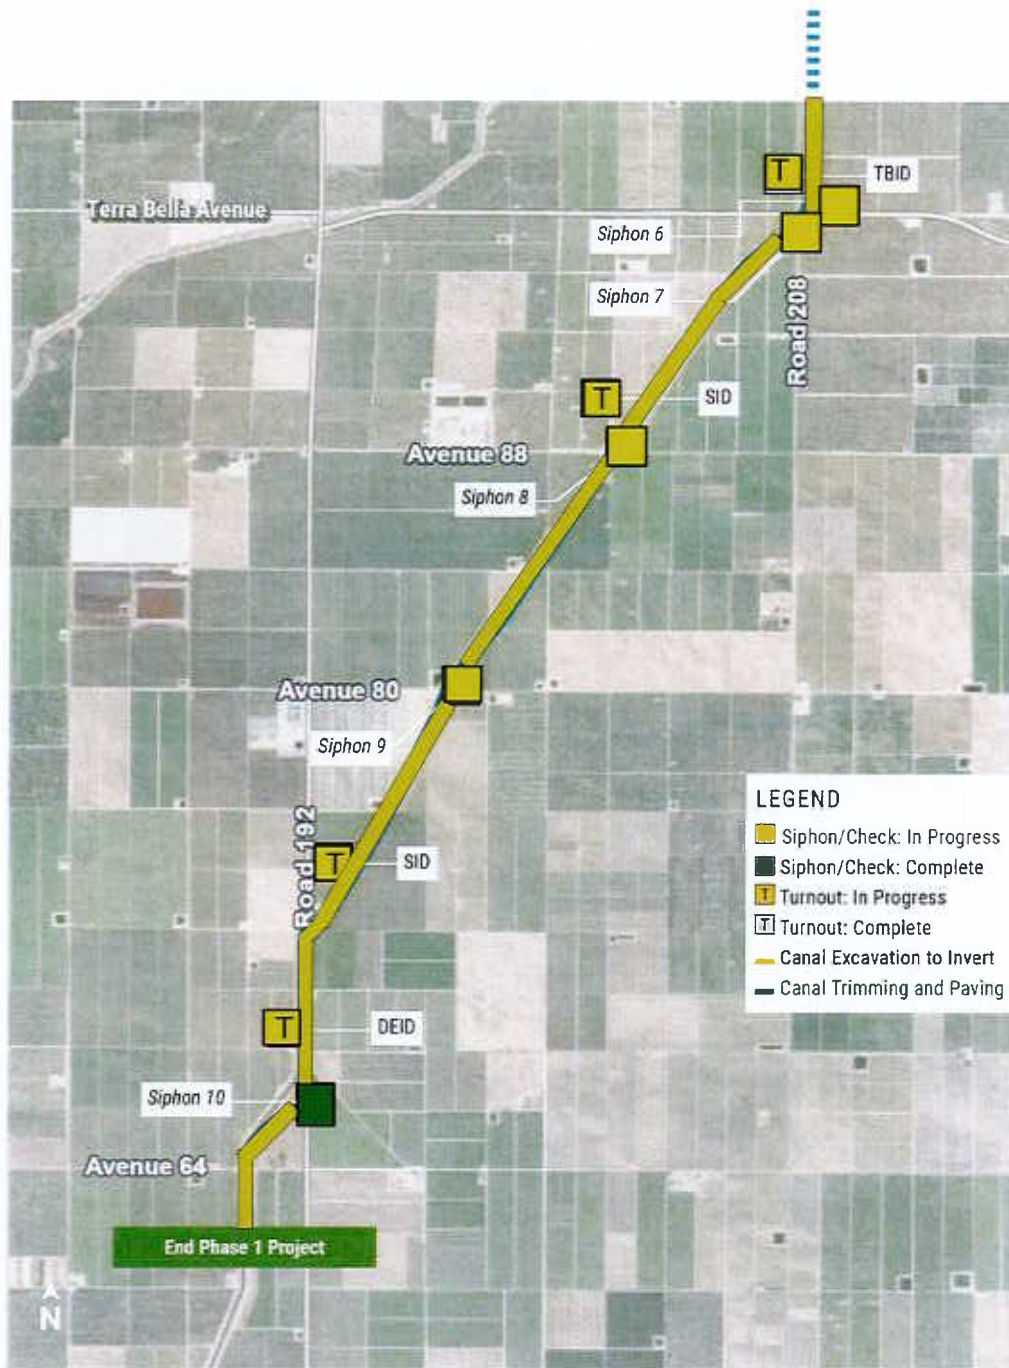 T
TBID
Terra Bella Avenue
Siphon 6
Siphon 7
Road 208
T
SID
Avenue 88
Siphon 8
Avenue 80
Siphon 9
Road 192
T
SID
LEGEND
Siphon/Check: In Progress
Siphon/Check: Complete
T Turnout: In Progress
T Turnout: Complete
Canal Excavation to Invert
Canal Trimming and Paving
T
DEID
Siphon 10
Avenue 64
End Phase 1 Project
N